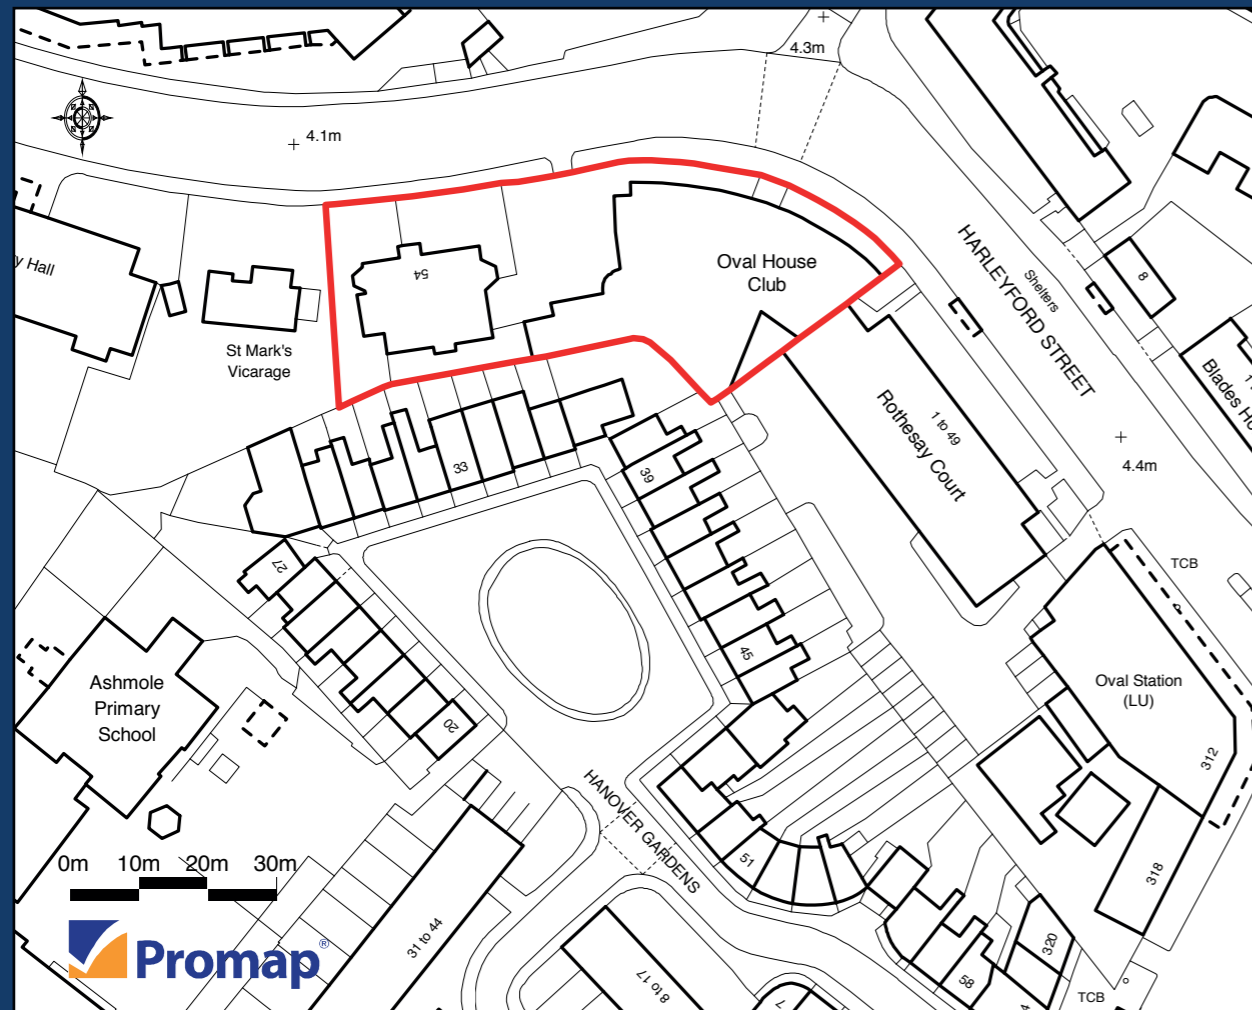 4.3m
4.1m
y Hall
54
Oval House
Club
HARLEYFORD STREET
Shelters
8
St Mark's
Vicarage
Blades Ho
1 to 49
Rothesay Court
4.4m
33
39
27
TCB
45
Ashmole
Primary
School
20
Oval Station
(LU)
312
HANOVER GARDENS
51
318
0m 10m 20m 30m
31 to 44
320
Promap®
8 to 17
58
7
4
TCB